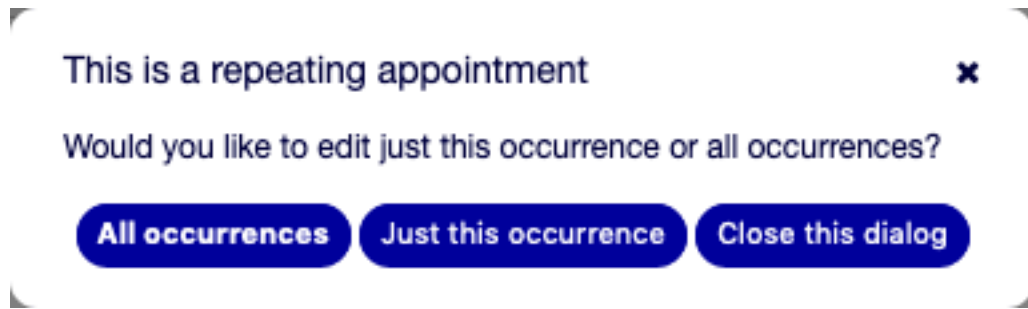 This is a repeating appointment
Would you like to edit just this occurrence or all occurrences?
All occurrences Just this occurrence Close this dialog